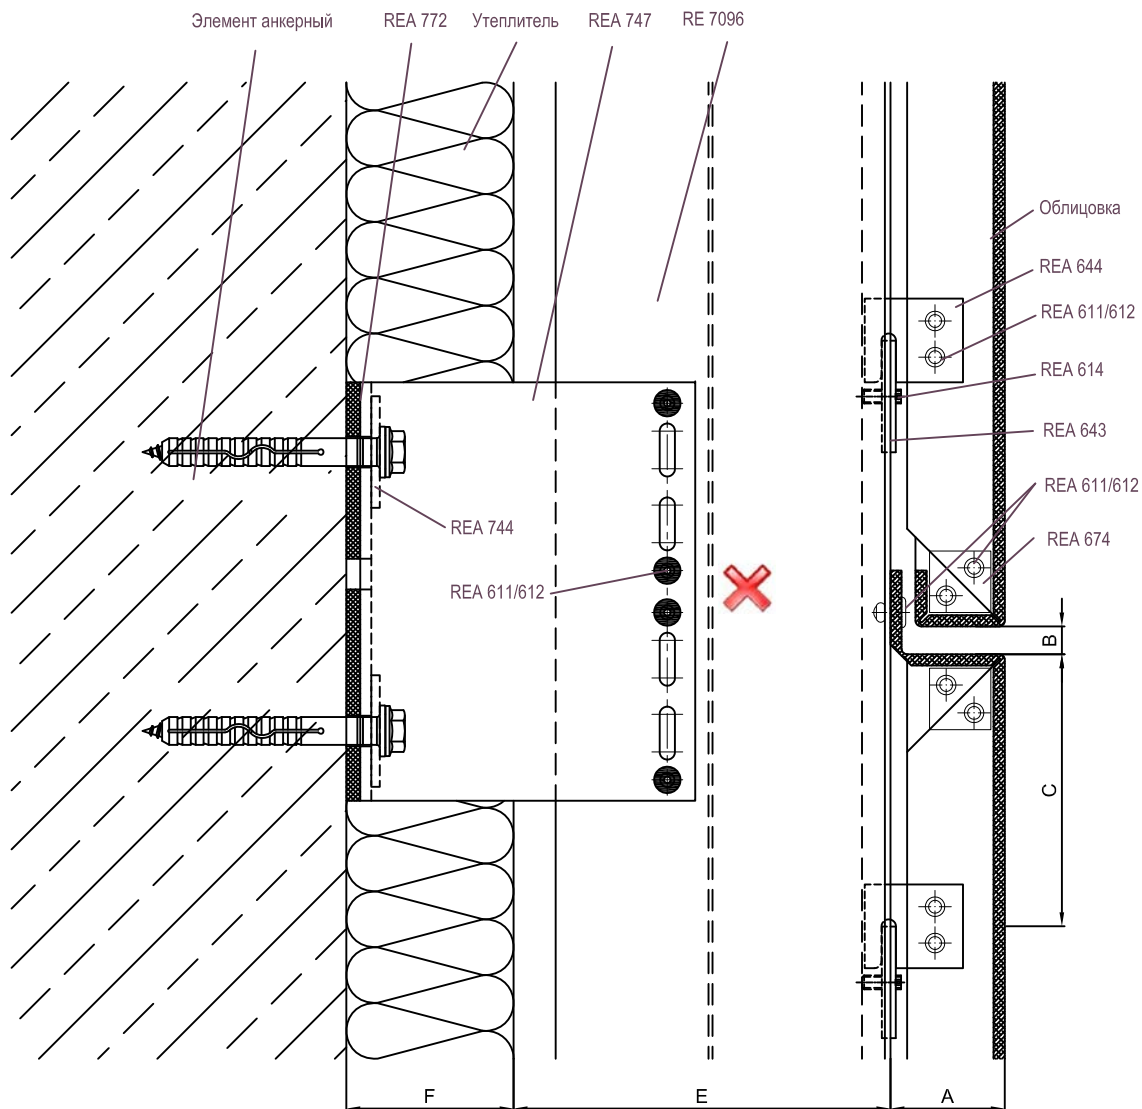 Элемент анкерный
REA 772
Утеплитель
REA 747
RE 7096
Облицовка
REA 644
REA 611/612
REA 614
REA 643
REA 611/612
REA 744
REA 674
REA 611/612
B
C
F
E
A